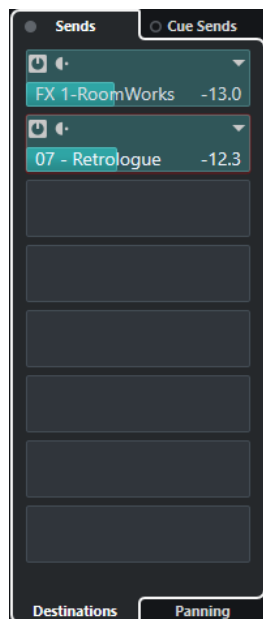 Sends Cue Sends
FX 1-RoomWorks -13.0
07 - Retrologue -12.3
Destinations Panning